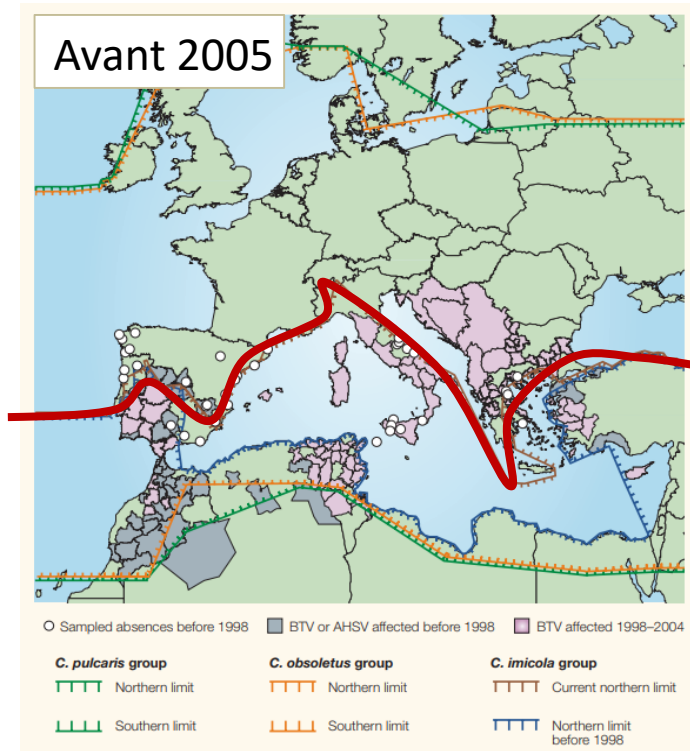 Avant 2005
Sampled absences before 1998 BTV or AHSV affected before 1998 BTV affected 1998–2004
C. pulcaris group C. obsoletus group C. imicola group
Northern limit Northern limit Current northern limit
Southern limit Southern limit Northern limit
before 1998